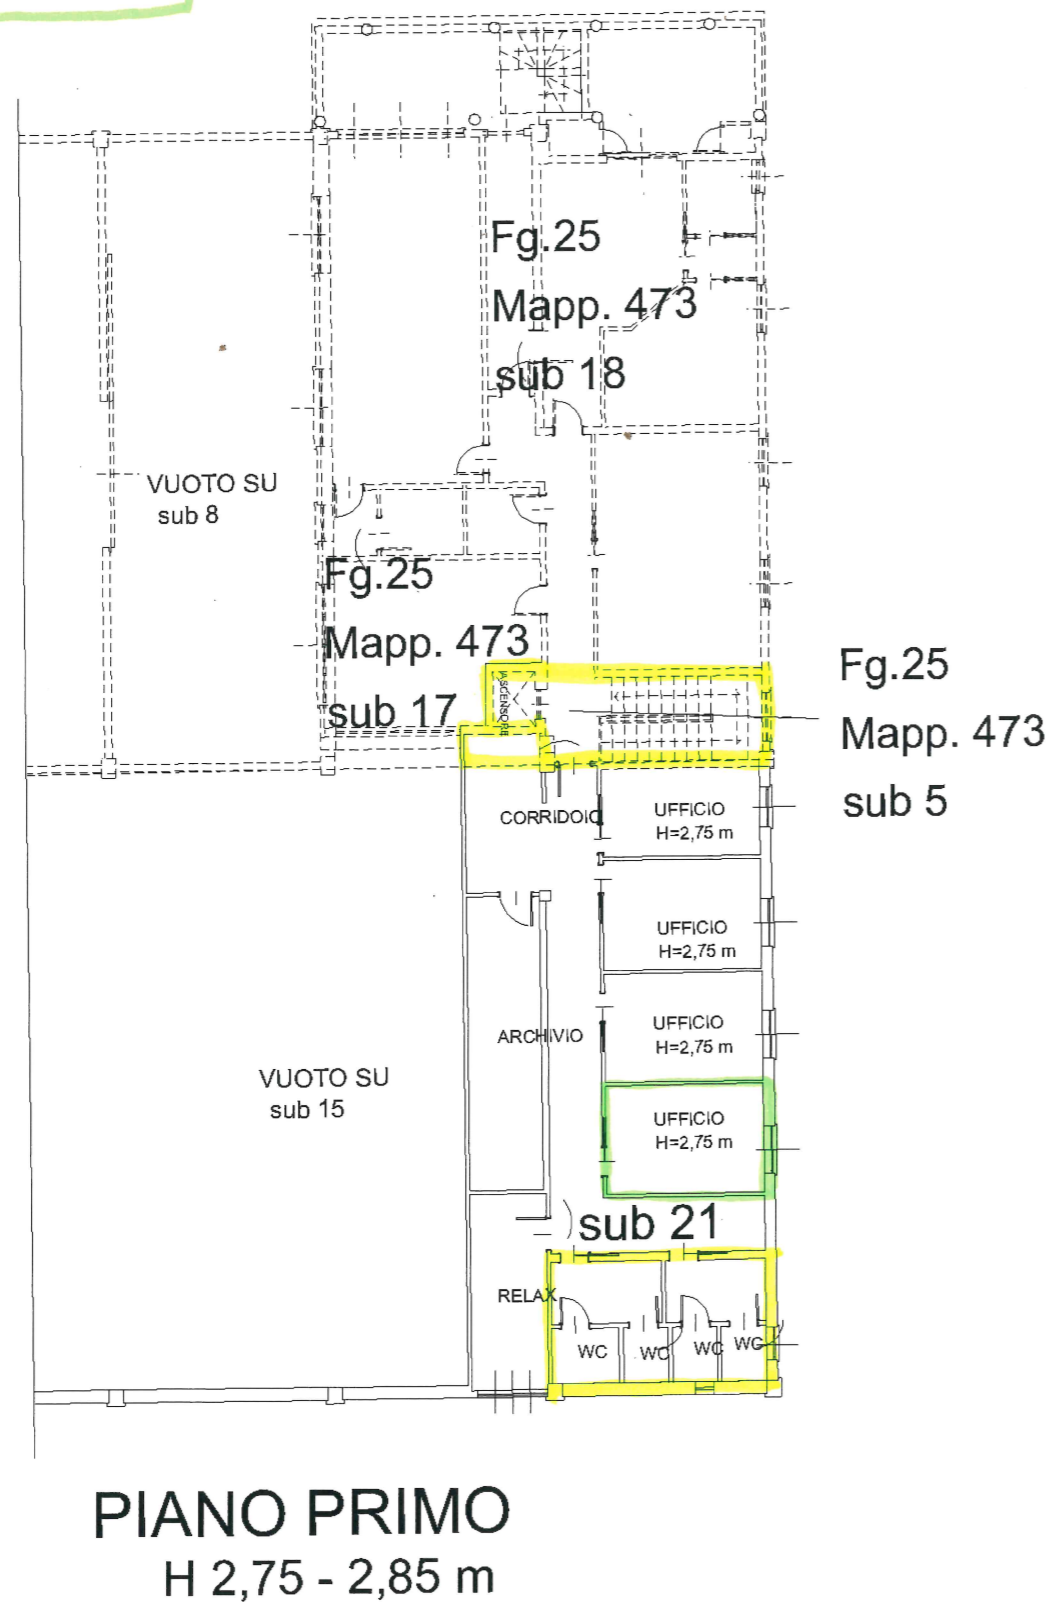 Fg.25
Mapp. 473
sub 18
VUOTO SU
sub 8
Fg.25
Mapp. 473
sub 17
ASCENSORE
Fg.25
Mapp. 473
sub 5
CORRIDOIO
UFFICIO
H=2,75 m
UFFICIO
H=2,75 m
UFFICIO
H=2,75 m
ARCHIVIO
VUOTO SU
sub 15
UFFICIO
H=2,75 m
sub 21
RELAX
WC
WC
WC
WC
PIANO PRIMO
H 2,75 - 2,85 m